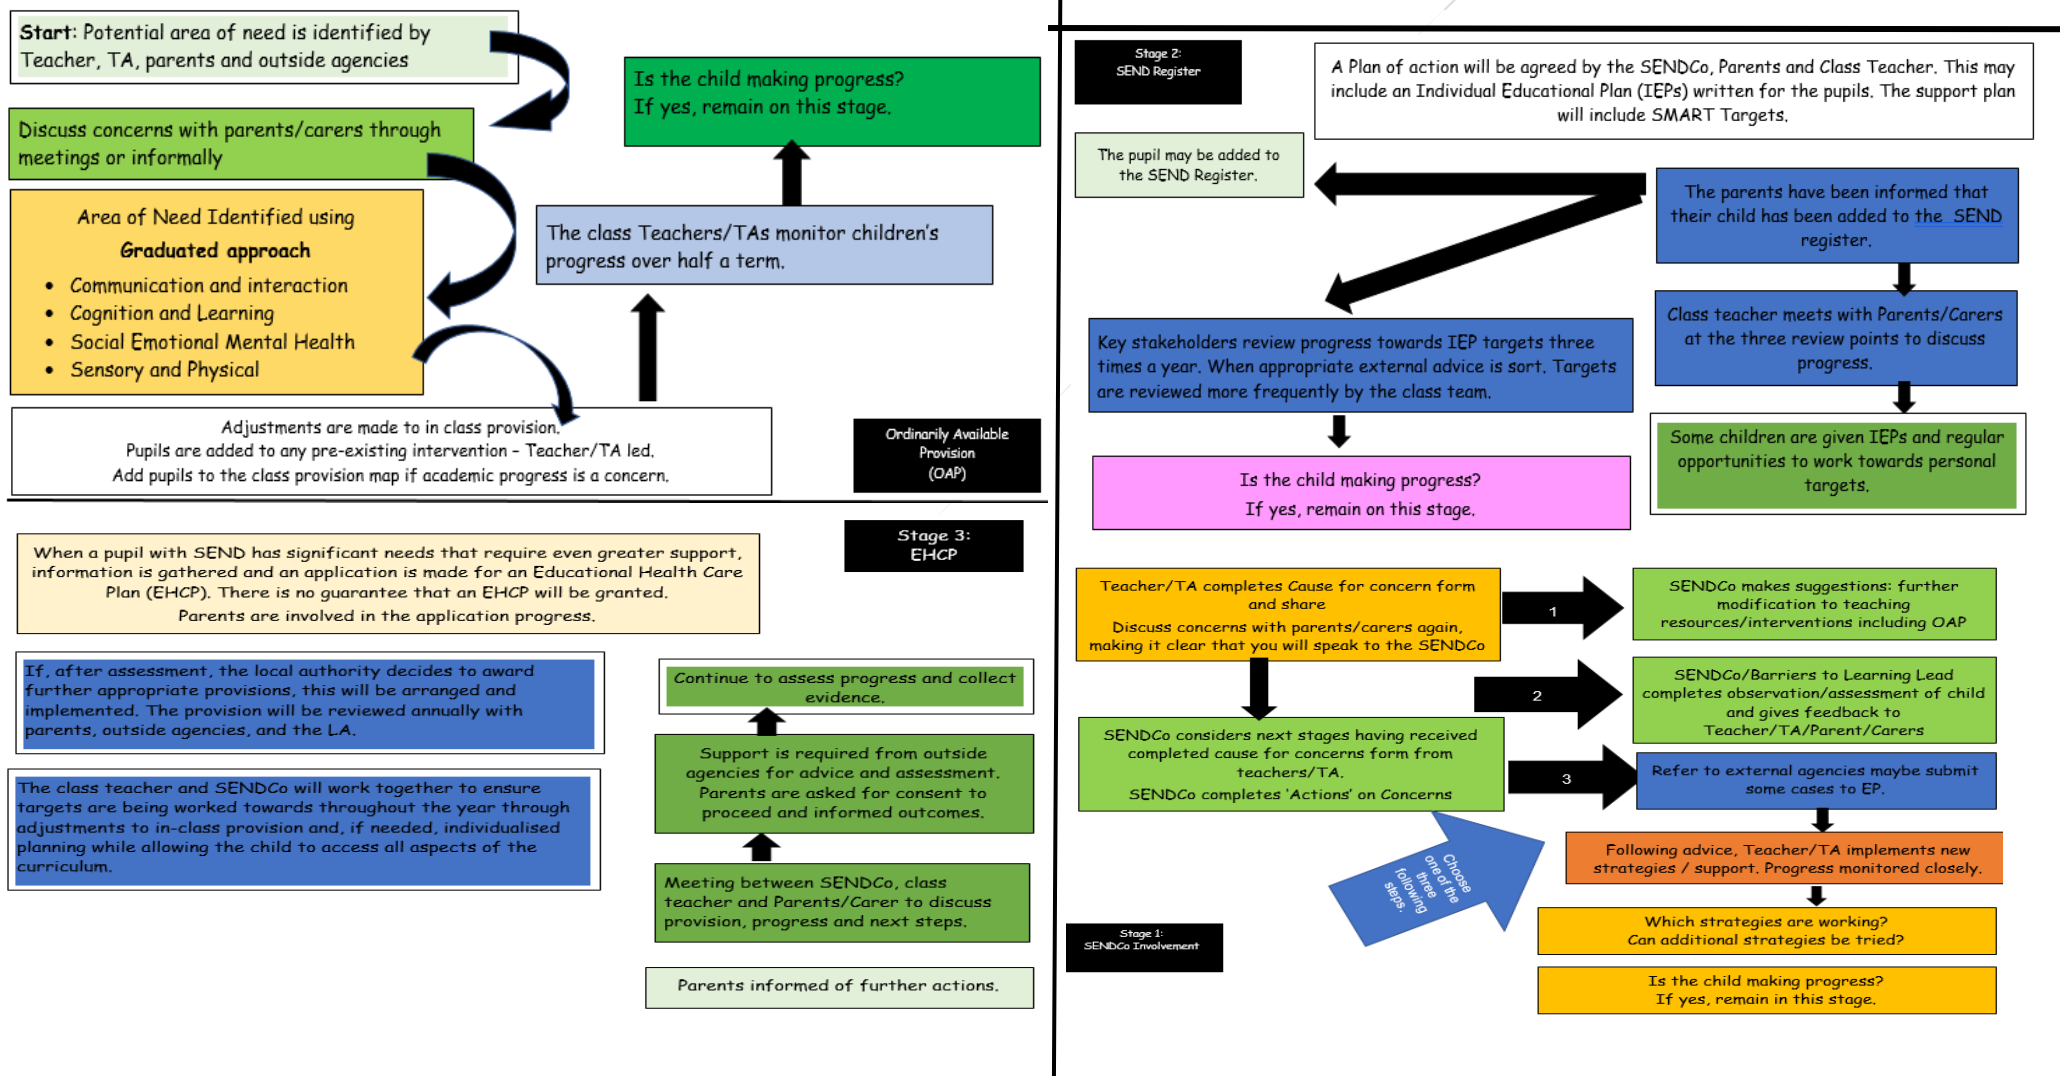 Start: Potential area of need is identified by
Teacher, TA, parents and outside agencies
Discuss concerns with parents/carers through
meetings or informally
Area of Need Identified using
Graduated approach
• Communication and interaction
• Cognition and Learning
• Social Emotional Mental Health
• Sensory and Physical
Adjustments are made to in class provision.
Pupils are added to any pre-existing intervention – Teacher/TA led.
Add pupils to the class provision map if academic progress is a concern.
The class Teachers/TAs monitor children's
progress over half a term.
Is the child making progress?
If yes, remain on this stage.
Ordinarily Available
Provision
(OAP)
Stage 2:
SEND Register
A Plan of action will be agreed by the SENDCo, Parents and Class Teacher. This may
include an Individual Educational Plan (IEPs) written for the pupils. The support plan
will include SMART Targets.
The pupil may be added to
the SEND Register.
The parents have been informed that
their child has been added to the SEND
register.
Class teacher meets with Parents/Carers
at the three review points to discuss
progress.
Some children are given IEPs and regular
opportunities to work towards personal
targets.
Key stakeholders review progress towards IEP targets three
times a year. When appropriate external advice is sort. Targets
are reviewed more frequently by the class team.
Is the child making progress?
If yes, remain on this stage.
Stage 3:
EHCP
When a pupil with SEND has significant needs that require even greater support,
information is gathered and an application is made for an Educational Health Care
Plan (EHCP). There is no guarantee that an EHCP will be granted.
Parents are involved in the application progress.
If, after assessment, the local authority decides to award
further appropriate provisions, this will be arranged and
implemented. The provision will be reviewed annually with
parents, outside agencies, and the LA.
The class teacher and SENDCo will work together to ensure
targets are being worked towards throughout the year through
adjustments to in-class provision and, if needed, individualised
planning while allowing the child to access all aspects of the
curriculum.
Continue to assess progress and collect
evidence.
Support is required from outside
agencies for advice and assessment.
Parents are asked for consent to
proceed and informed outcomes.
Meeting between SENDCo, class
teacher and Parents/Carer to discuss
provision, progress and next steps.
Parents informed of further actions.
Teacher/TA completes Cause for concern form
and share
Discuss concerns with parents/carers again,
making it clear that you will speak to the SENDCo
SENDCo considers next stages having received
completed cause for concerns form from
teachers/TA.
SENDCo completes 'Actions' on Concerns
Choose
one of the
three
following
steps.
Stage 1:
SENDCo Involvement
1
SENDCo makes suggestions: further
modification to teaching
resources/interventions including OAP
2
SENDCo/Barriers to Learning Lead
completes observation/assessment of child
and gives feedback to
Teacher/TA/Parent/Carers
3
Refer to external agencies maybe submit
some cases to EP.
Following advice, Teacher/TA implements new
strategies / support. Progress monitored closely.
Which strategies are working?
Can additional strategies be tried?
Is the child making progress?
If yes, remain in this stage.